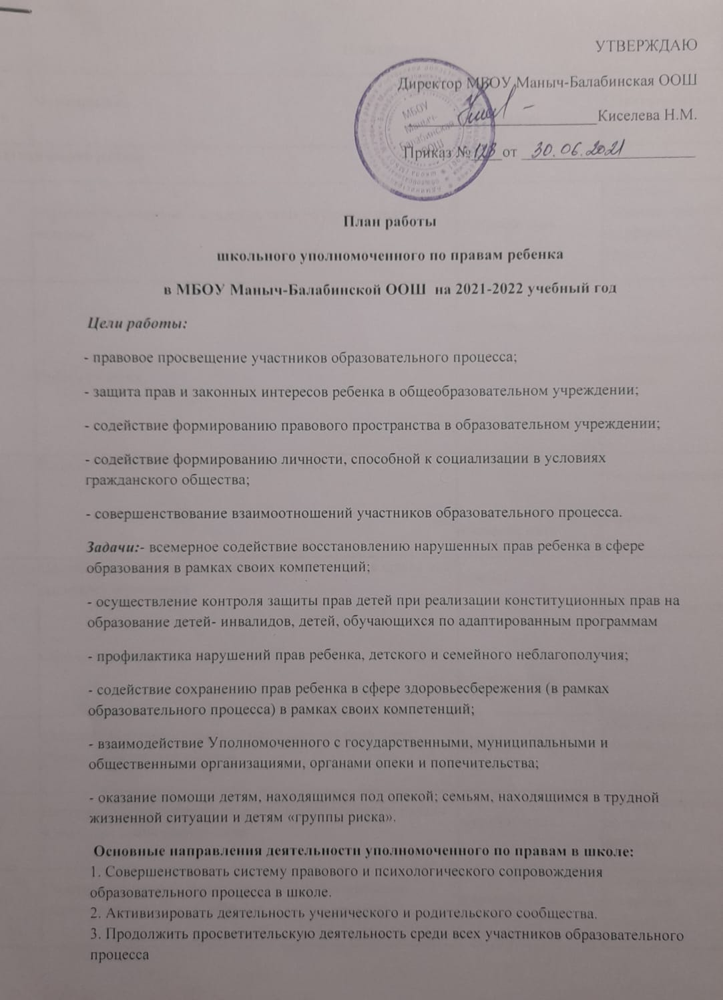 УТВЕРЖДАЮ
Директор МБОУ Маныч-Балабинская ООШ
Киселева Н.М.
МБОУ
Маныч-
Балабинская
ООШ
Приказ № 123 от 30.06.2021
План работы
школьного уполномоченного по правам ребенка
в МБОУ Маныч-Балабинской ООШ на 2021-2022 учебный год
Цели работы:
- правовое просвещение участников образовательного процесса;
- защита прав и законных интересов ребенка в общеобразовательном учреждении;
- содействие формированию правового пространства в образовательном учреждении;
- содействие формированию личности, способной к социализации в условиях
гражданского общества;
- совершенствование взаимоотношений участников образовательного процесса.
Задачи:- всемерное содействие восстановлению нарушенных прав ребенка в сфере
образования в рамках своих компетенций;
- осуществление контроля защиты прав детей при реализации конституционных прав на
образование детей- инвалидов, детей, обучающихся по адаптированным программам
- профилактика нарушений прав ребенка, детского и семейного неблагополучия;
- содействие сохранению прав ребенка в сфере здоровьесбережения (в рамках
образовательного процесса) в рамках своих компетенций;
- взаимодействие Уполномоченного с государственными, муниципальными и
общественными организациями, органами опеки и попечительства;
- оказание помощи детям, находящимся под опекой; семьям, находящимся в трудной
жизненной ситуации и детям «группы риска».
Основные направления деятельности уполномоченного по правам в школе:
1. Совершенствовать систему правового и психологического сопровождения
образовательного процесса в школе.
2. Активизировать деятельность ученического и родительского сообщества.
3. Продолжить просветительскую деятельность среди всех участников образовательного
процесса